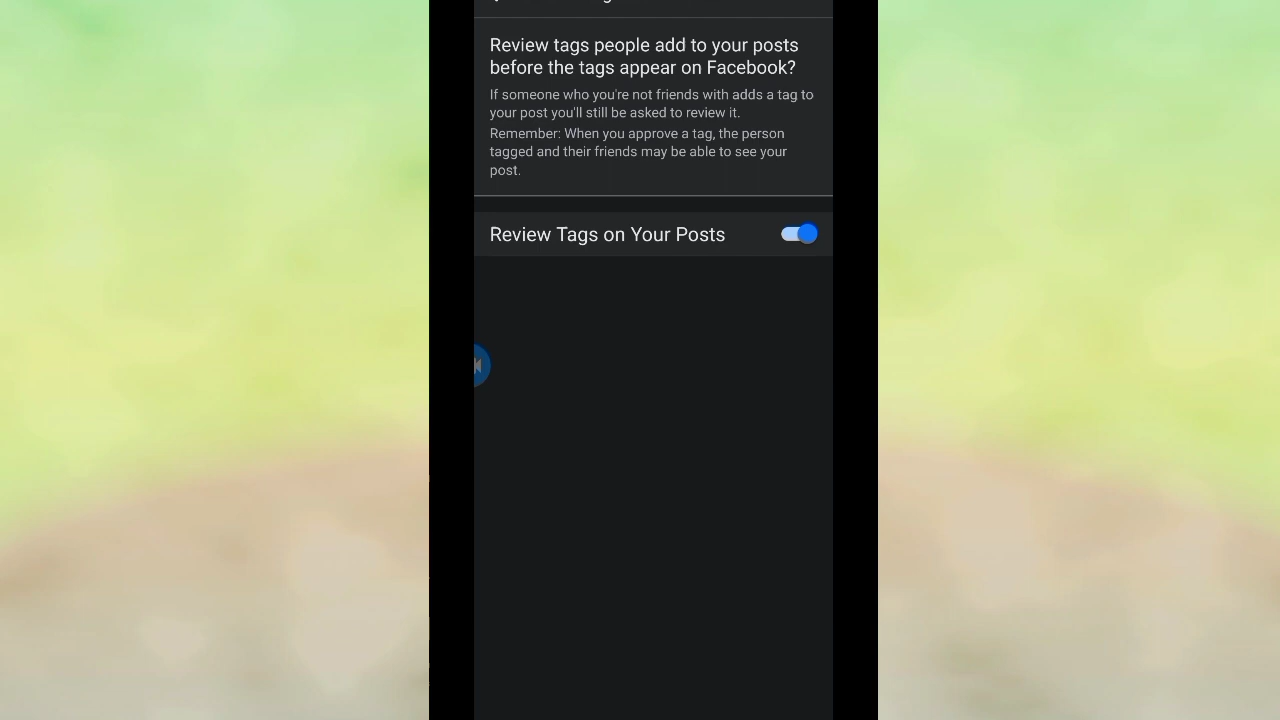 Review tags people add to your posts
before the tags appear on Facebook?
If someone who you're not friends with adds a tag to
your post you'll still be asked to review it.
Remember: When you approve a tag, the person
tagged and their friends may be able to see your
post.
Review Tags on Your Posts